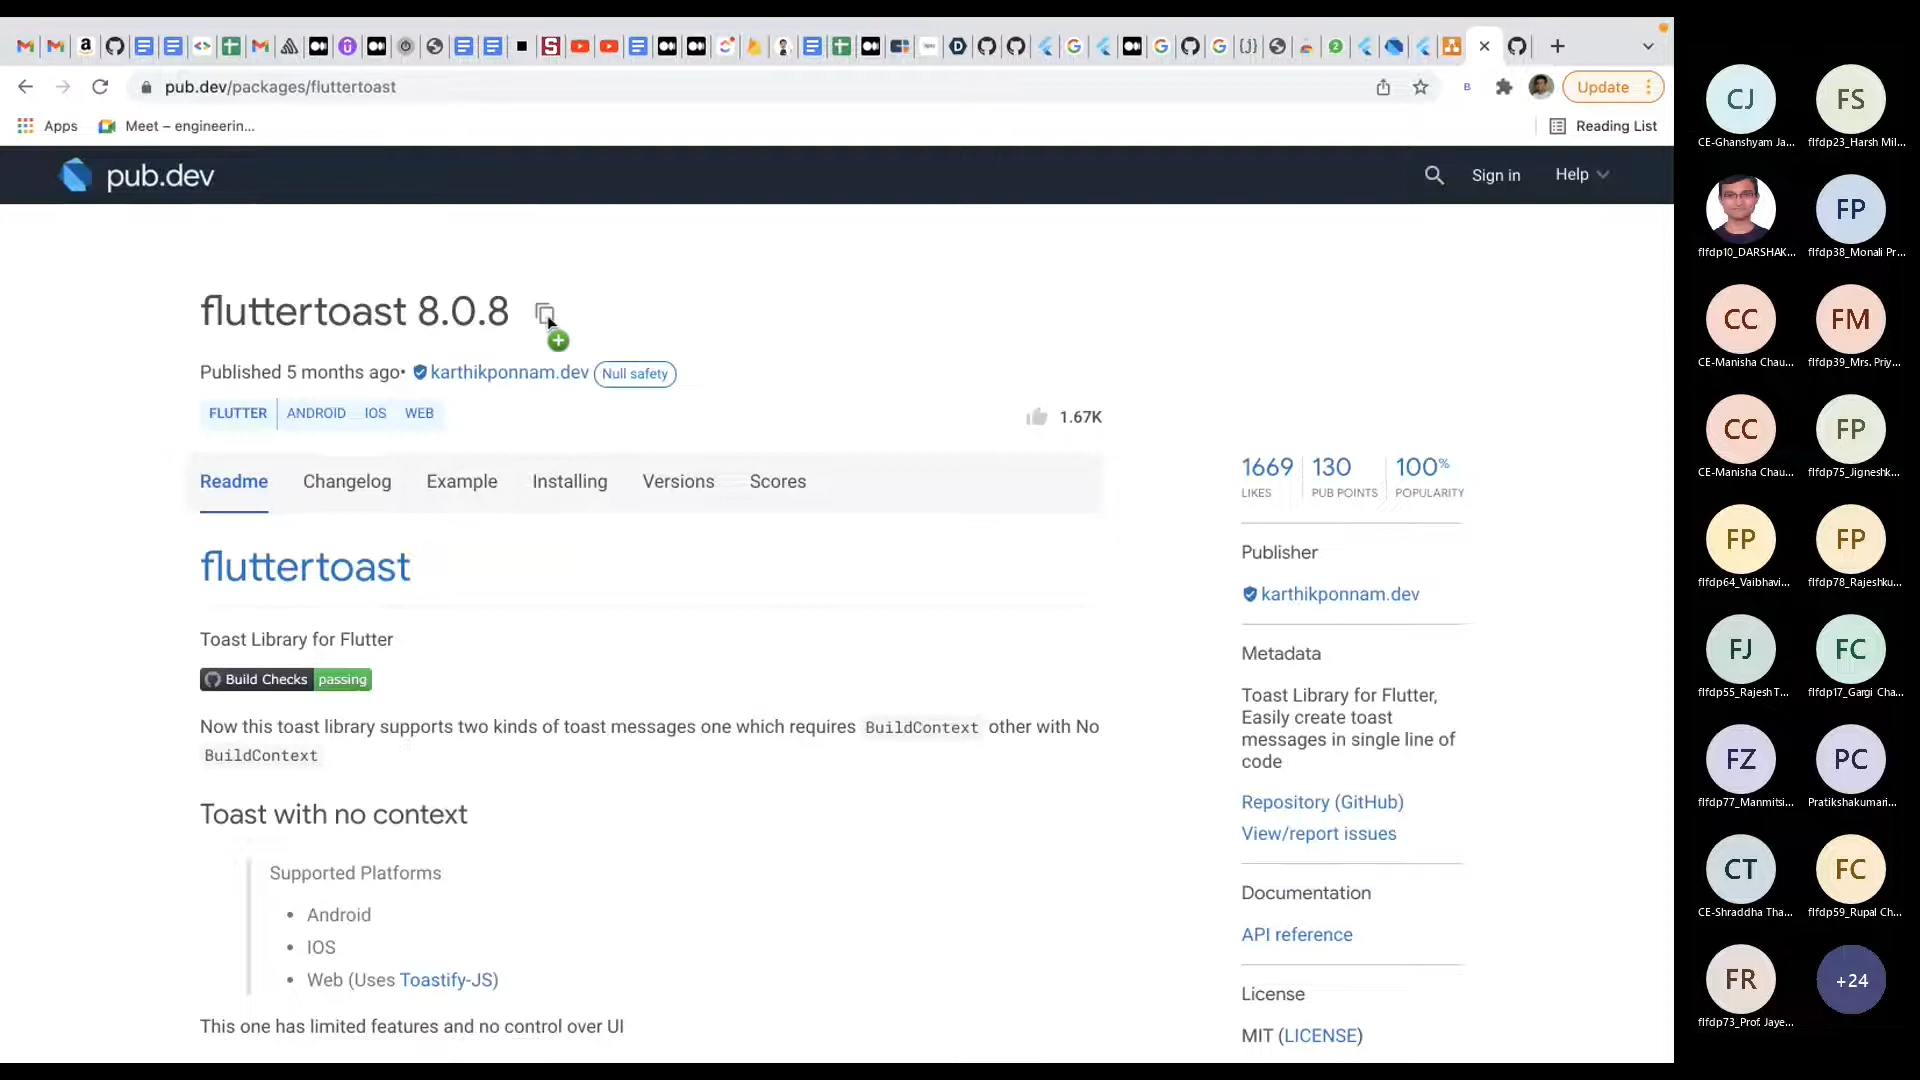 pub.dev/packages/fluttertoast
Update
Apps
Meet – engineerin...
Reading List
pub.dev
Sign in
Help
fluttertoast 8.0.8
Published 5 months ago• karthikponnam.dev Null safety
FLUTTER ANDROID IOS WEB
1.67K
Readme Changelog Example Installing Versions Scores
fluttertoast
Toast Library for Flutter
Build Checks passing
Now this toast library supports two kinds of toast messages one which requires BuildContext other with No
BuildContext
Toast with no context
Supported Platforms
• Android
• IOS
• Web (Uses Toastify-JS)
This one has limited features and no control over UI
1669 130 100%
LIKES PUB POINTS POPULARITY
Publisher
karthikponnam.dev
Metadata
Toast Library for Flutter,
Easily create toast
messages in single line of
code
Repository (GitHub)
View/report issues
Documentation
API reference
License
MIT (LICENSE)
CJ FS
CE-Ghanshyam Ja... flfdp23_Harsh Mil...
FP
flfdp10_DARSHAK... flfdp38_Monali Pr...
CC FM
CE-Manisha Chau... flfdp39_Mrs. Priy...
CC FP
CE-Manisha Chau... flfdp75_Jigneshk...
FP FP
flfdp64_Vaibhavi... flfdp78_Rajeshku...
FJ FC
flfdp55_Rajesh T... flfdp17_Gargi Cha...
FZ PC
flfdp77_Manmitsi... Pratikshakumari...
CT FC
CE-Shraddha Tha... flfdp59_Rupal Ch...
FR +24
flfdp73_Prof. Jaye...